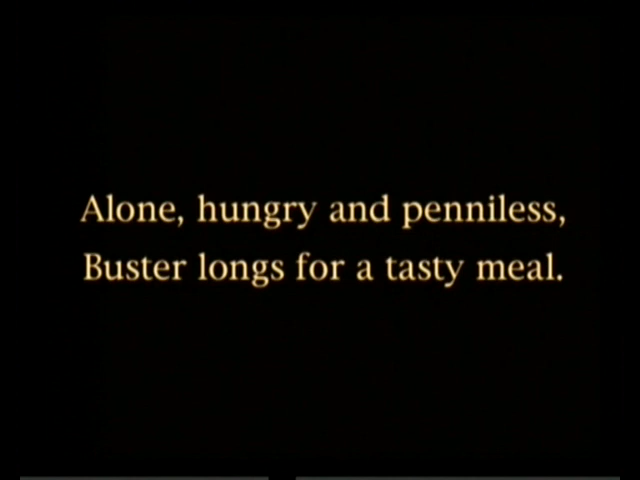 Alone, hungry and penniless,
Buster longs for a tasty meal.